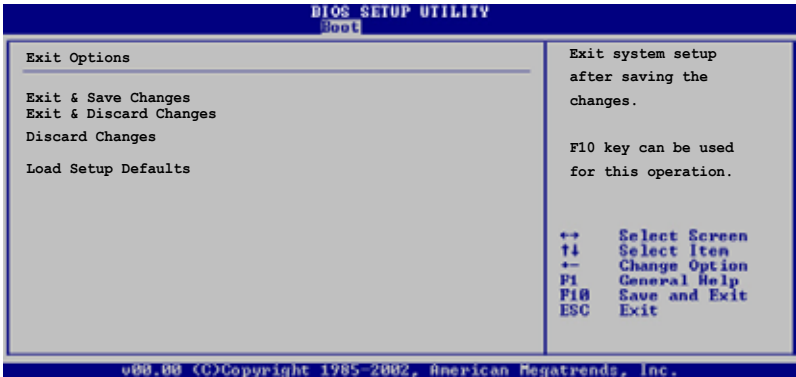 BIOS SETUP UTILITY
Boot
Exit Options
Exit & Save Changes
Exit & Discard Changes
Discard Changes
Load Setup Defaults
Exit system setup
after saving the
changes.
F10 key can be used
for this operation.
↔ Select Screen
↑↓ Select Item
+- Change Option
F1 General Help
F10 Save and Exit
ESC Exit
v00.00 (C)Copyright 1985-2002, American Megatrends, Inc.